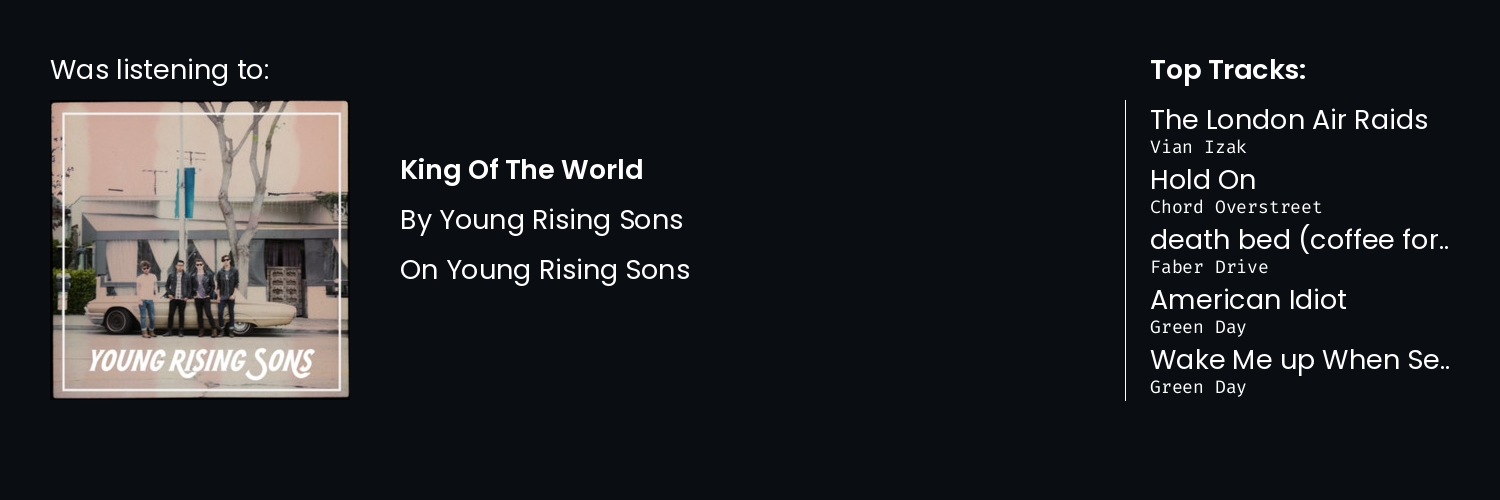 Was listening to:
YOUNG RISING SONS
King Of The World
By Young Rising Sons
On Young Rising Sons
Top Tracks:
The London Air Raids
Vian Izak
Hold On
Chord Overstreet
death bed (coffee for..
Faber Drive
American Idiot
Green Day
Wake Me up When Se..
Green Day